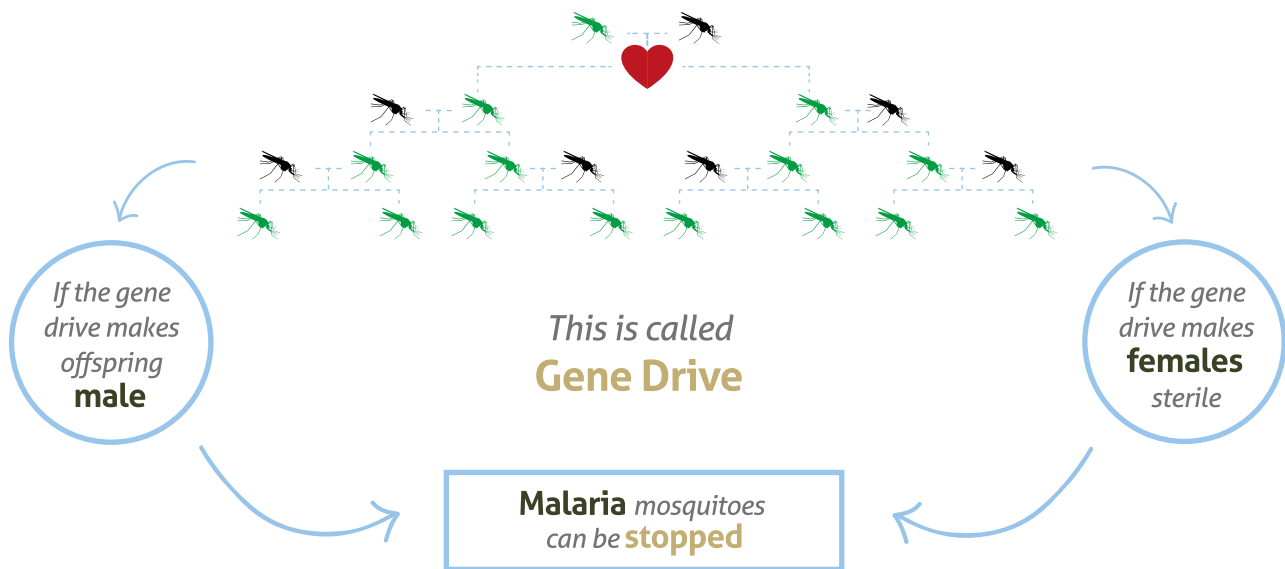 If the gene
drive makes
offspring
male
This is called
Gene Drive
If the gene
drive makes
females
sterile
Malaria mosquitoes
can be stopped